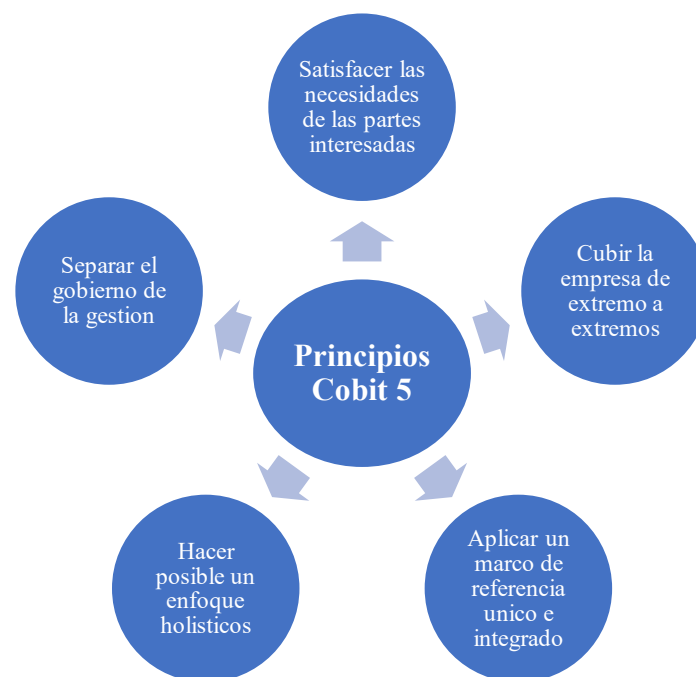 Satisfacer las
necesidades
de las partes
interesadas
Cubir la
empresa de
extremo a
extremos
Aplicar un
marco de
referencia
unico e
integrado
Hacer
posible un
enfoque
holisticos
Separar el
gobierno de
la gestion
Principios
Cobit 5